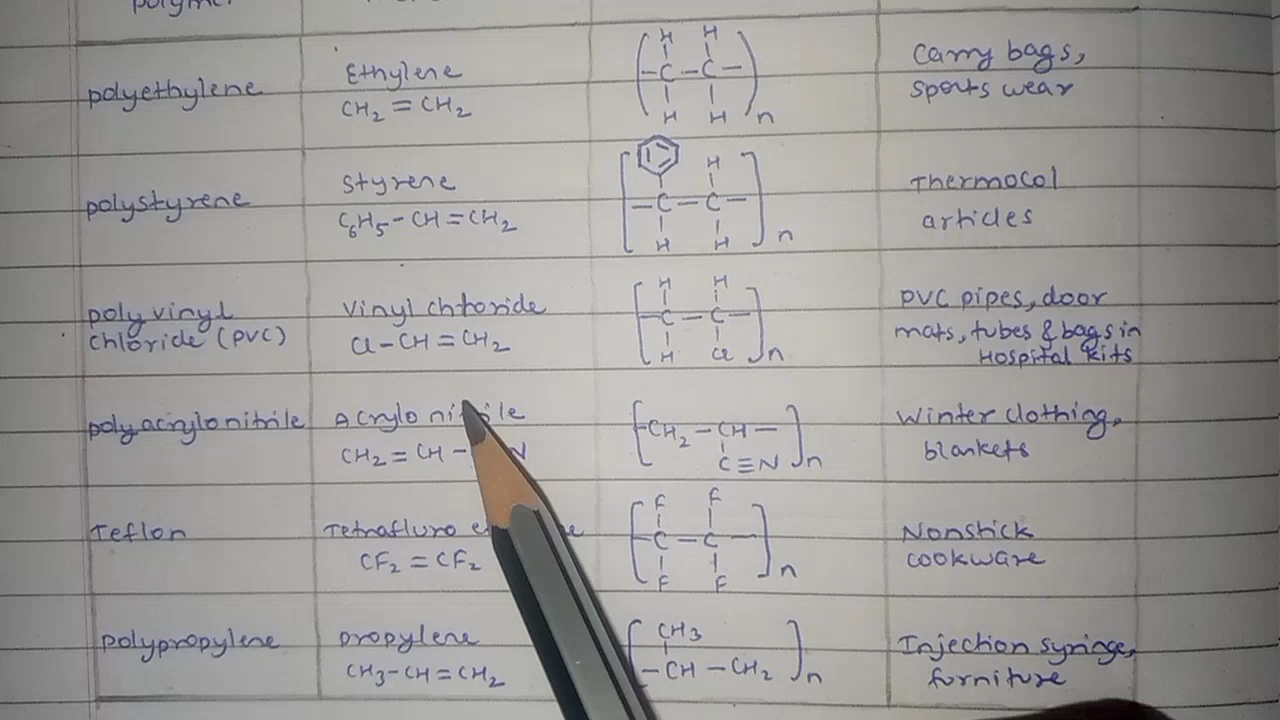 polymer
polyethylene
Ethylene
CH2 = CH2
H H
-C-C-
H H
n
Carry bags,
sports wear
polystyrene
Styrene
C6H5-CH=CH2
H
-C-C-
H H
n
Thermocol
articles
poly vinyl
chloride (PVC)
Vinyl chloride
Cl-CH=CH2
H H
-C-C-
H Cl
n
PVC pipes, door
mats, tubes & bags in
Hospital kits
polyacrylonitrile
Acrylo nitrile
CH2 = CH - N
CH2 - CH -
C≡N
n
Winter clothing,
blankets
Teflon
Tetrafluro
CF2 = CF2
F F
-C-C-
F F
n
Nonstick
cookware
polypropylene
propylene
CH3-CH=CH2
CH3
-CH-CH2
n
Injection syringe,
furniture